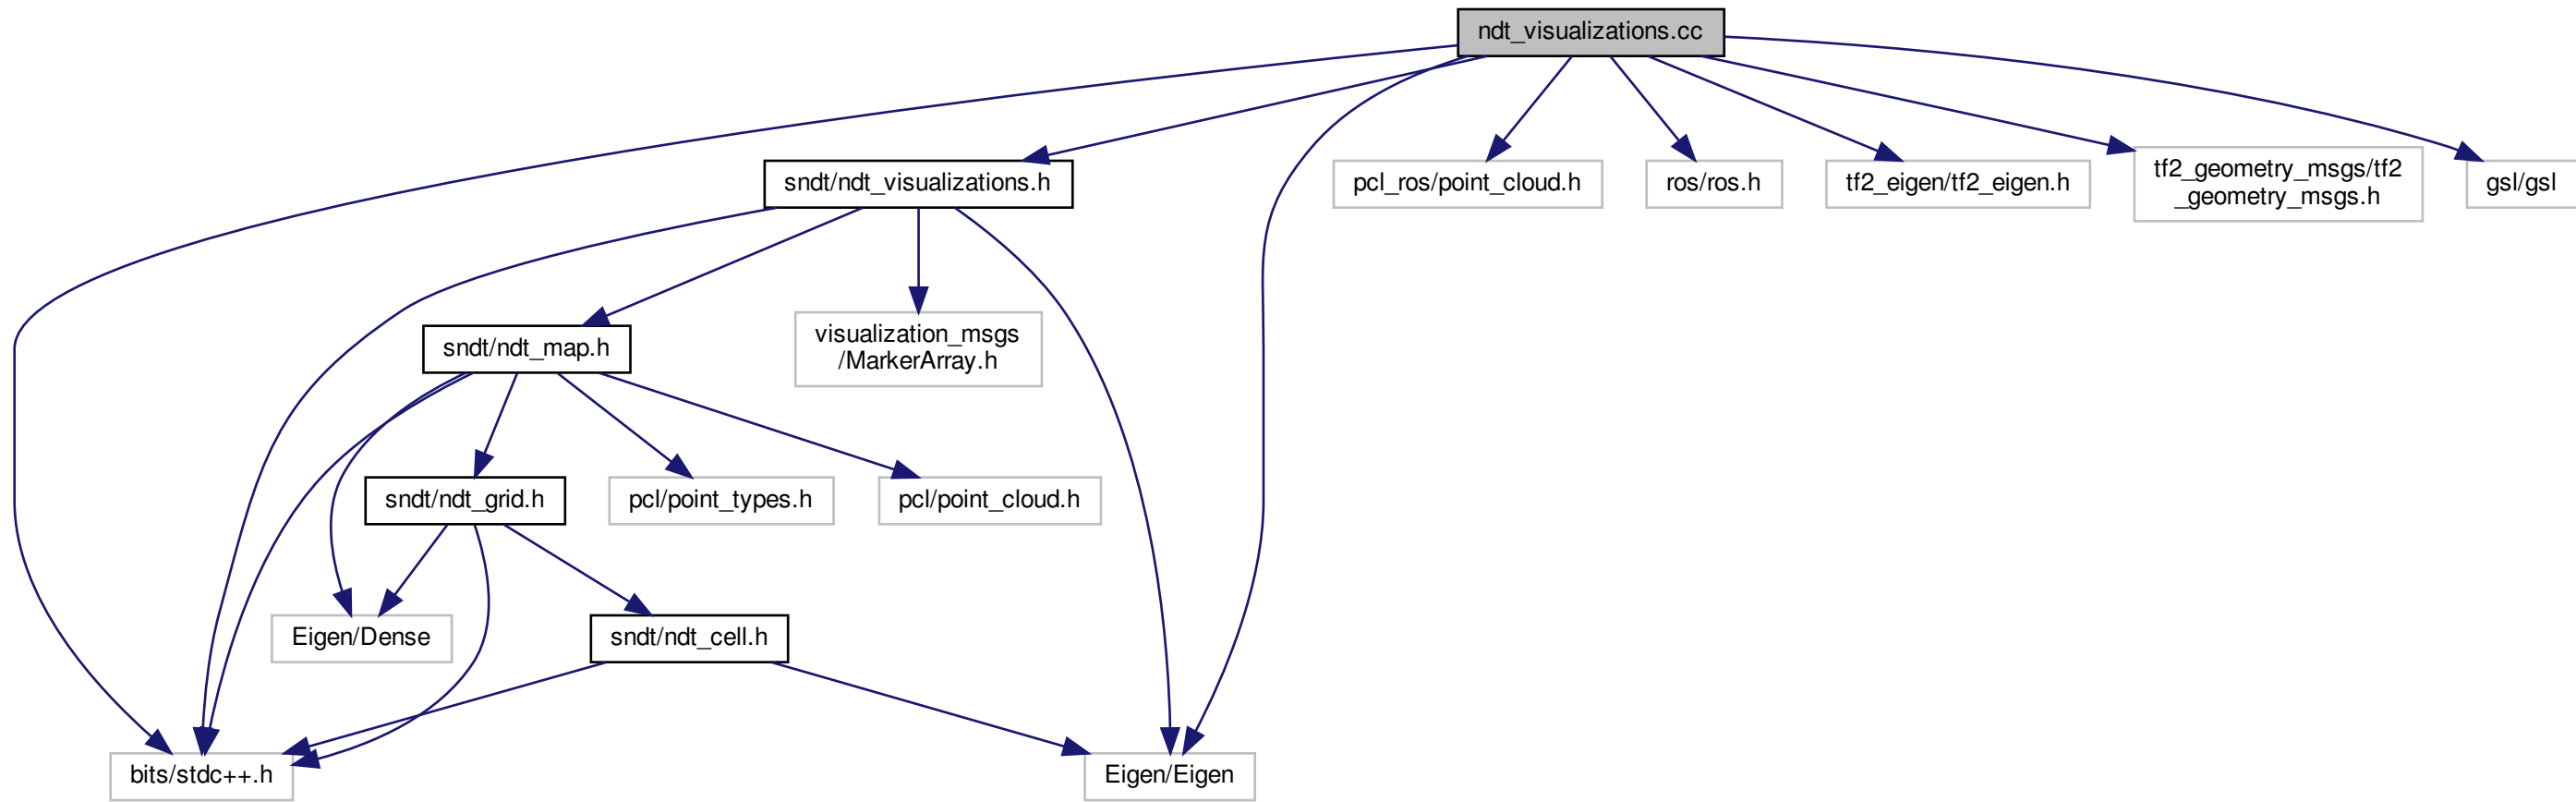 ndt_visualizations.cc
sndt/ndt_visualizations.h
pcl_ros/point_cloud.h
ros/ros.h
tf2_eigen/tf2_eigen.h
tf2_geometry_msgs/tf2
_geometry_msgs.h
gsl/gsl
sndt/ndt_map.h
visualization_msgs
/MarkerArray.h
sndt/ndt_grid.h
pcl/point_types.h
pcl/point_cloud.h
Eigen/Dense
sndt/ndt_cell.h
bits/stdc++.h
Eigen/Eigen